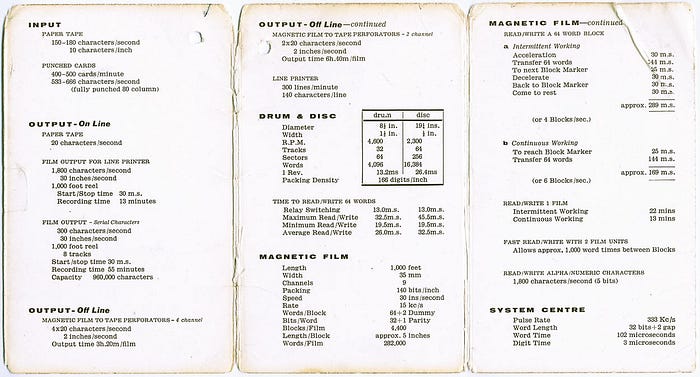 INPUT
PAPER TAPE
150-180 characters/second
10 characters/inch
PUNCHED CARDS
400-500 cards/minute
533-666 characters/second
(fully punched 80 column)
OUTPUT-On Line
PAPER TAPE
20 characters/second
FILM OUTPUT FOR LINE PRINTER
1,800 characters/second
30 inches/second
1,000 foot reel
Start/Stop time 30 m.s.
Recording time 13 minutes
FILM OUTPUT - Serial Characters
300 characters/second
30 inches/second
1,000 foot reel
8 tracks
Start/stop time 30 m.s.
Recording time 55 minutes
Capacity 960,000 characters
OUTPUT-Off Line
MAGNETIC FILM TO TAPE PERFORATORS - 4 channel
4x20 characters/second
2 inches/second
Output time 3h.20m/film
OUTPUT-Off Line—continued
MAGNETIC FILM TO TAPE PERFORATORS - 2 channel
2x20 characters/second
2 inches/second
Output time 6h.40m/film
LINE PRINTER
300 lines/minute
140 characters/line
DRUM & DISC drum disc
Diameter 8½ in. 19½ ins.
Width 1½ in. ½ in.
R.P.M. 4,600 2,300
Tracks 32 64
Sectors 64 256
Words 4,096 16,384
1 Rev. 13.2ms 26.4ms
Packing Density 166 digits/inch
TIME TO READ/WRITE 64 WORDS
Relay Switching 13.0m.s. 13.0m.s.
Maximum Read/Write 32.5m.s. 45.5m.s.
Minimum Read/Write 19.5m.s. 19.5m.s.
Average Read/Write 26.0m.s. 32.5m.s.
MAGNETIC FILM
Length 1,000 feet
Width 35 mm
Channels 9
Packing 140 bits/inch
Speed 30 ins/second
Rate 15 kc/s
Words/Block 64+2 Dummy
Bits/Word 32+1 Parity
Blocks/Film 4,400
Length/Block approx. 5 inches
Words/Film 282,000
MAGNETIC FILM—continued
READ/WRITE A 64 WORD BLOCK
a Intermittent Working
Acceleration 30 m.s.
Transfer 64 words 144 m.s.
To next Block Marker 25 m.s.
Decelerate 30 m.s.
Back to Block Marker 30 m.s.
Come to rest 30 m.s.
approx. 289 m.s.
(or 4 Blocks/sec.)
b Continuous Working
To reach Block Marker 25 m.s.
Transfer 64 words 144 m.s.
approx. 169 m.s.
(or 6 Blocks/sec.)
READ/WRITE 1 FILM
Intermittent Working 22 mins
Continuous Working 13 mins
FAST READ/WRITE WITH 2 FILM UNITS
Allows approx. 1,000 word times between Blocks
READ/WRITE ALPHA/NUMERIC CHARACTERS
1,800 characters/second (5 bits)
SYSTEM CENTRE
Pulse Rate 333 Kc/s
Word Length 32 bits+2 gap
Word Time 102 microseconds
Digit Time 3 microseconds